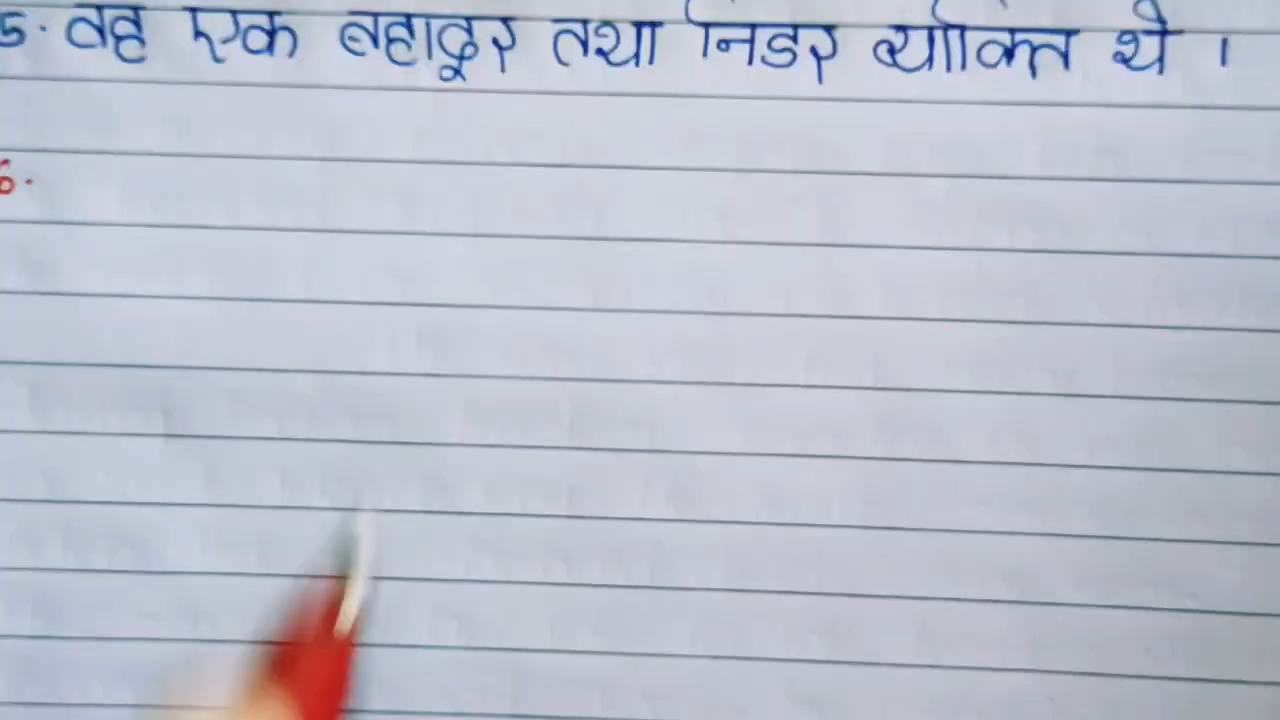 5. वह एक बहादूर तथा निडर व्यक्ति थे ।
6.